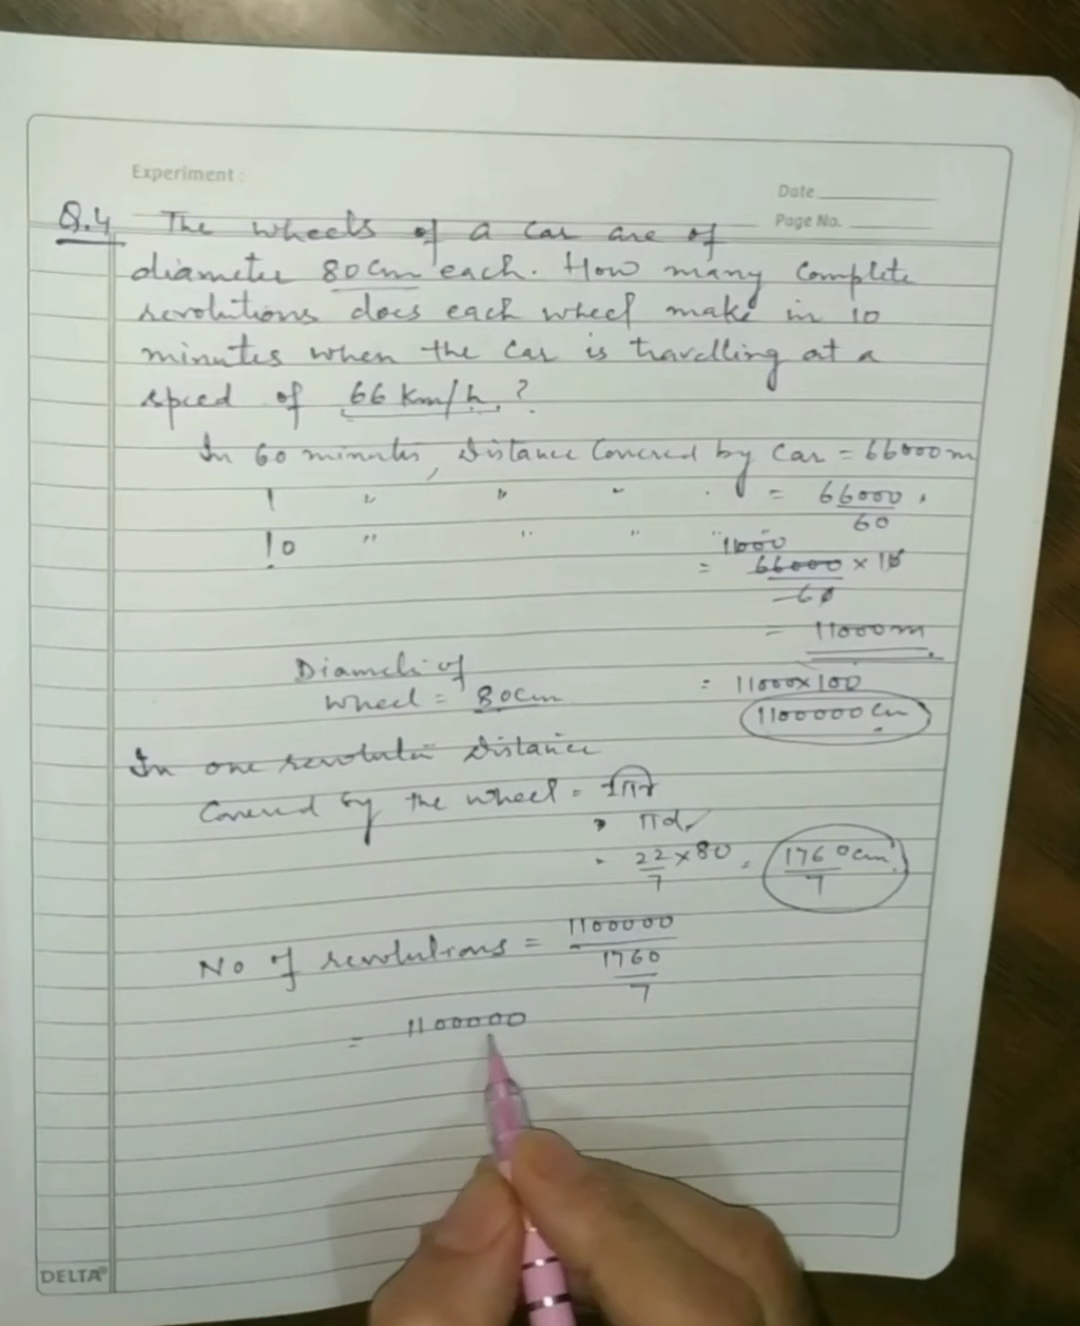 Experiment :
Date
Page No.
Q.4 The wheels of a car are of
diameter 80cm each. How many complete
revolutions does each wheel make in 10
minutes when the car is travelling at a
speed of 66 km/h ?
In 60 minutes, distance covered by car = 66000m
1 " " " = 66000
60
10 " " " "
11000
= 66000 × 10
60
= 11000m
Diameter of
wheel = 80cm
= 11000×100
1100000 cm
In one revolution distance
covered by the wheel = 2πr
= πd
= 22 × 80 = 1760 cm
7 7
No of revolutions = 1100000
1760
7
= 1100000
DELTA®